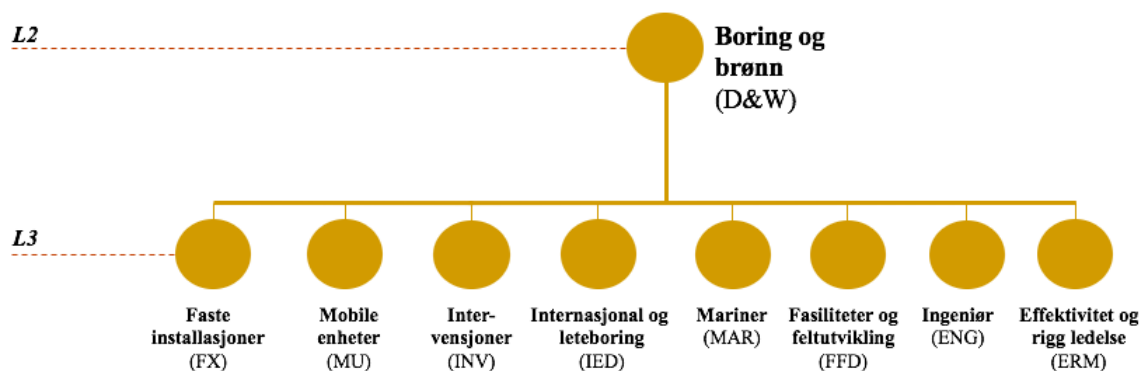 L2
Boring og
brønn
(D&W)
L3
Faste
installasjoner
(FX)
Mobile
enheter
(MU)
Inter-
vensjoner
(INV)
Internasjonal og
leteboring
(IED)
Mariner
(MAR)
Fasiliteter og
feltutvikling
(FFD)
Ingeniør
(ENG)
Effektivitet og
rigg ledelse
(ERM)